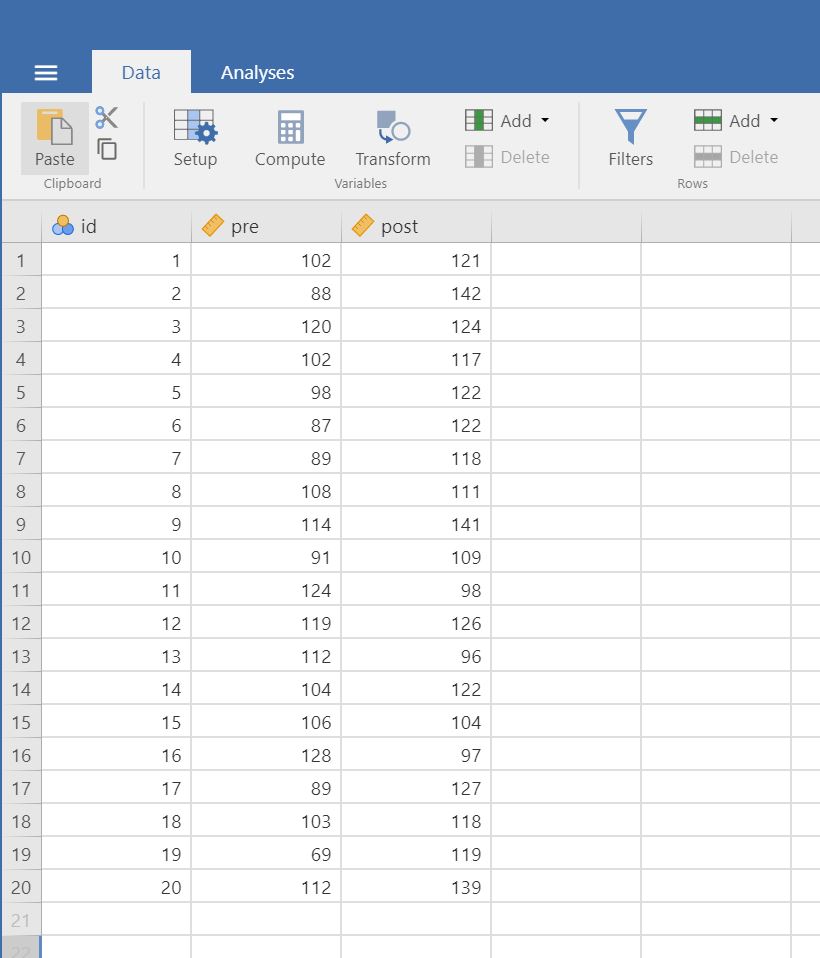 Data Analyses
Paste Setup Compute Transform Add Delete Filters Add Delete
Clipboard Variables Rows
id pre post
1 1 102 121
2 2 88 142
3 3 120 124
4 4 102 117
5 5 98 122
6 6 87 122
7 7 89 118
8 8 108 111
9 9 114 141
10 10 91 109
11 11 124 98
12 12 119 126
13 13 112 96
14 14 104 122
15 15 106 104
16 16 128 97
17 17 89 127
18 18 103 118
19 19 69 119
20 20 112 139
21
22